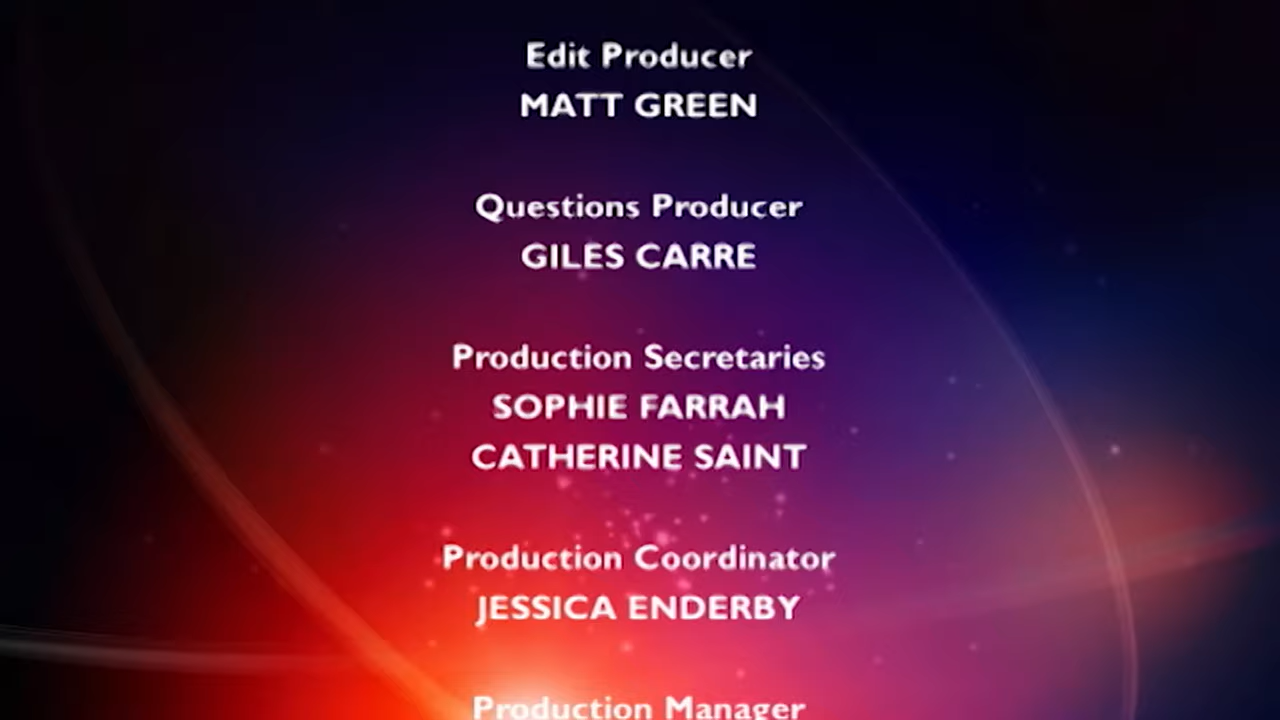 Edit Producer
MATT GREEN
Questions Producer
GILES CARRE
Production Secretaries
SOPHIE FARRAH
CATHERINE SAINT
Production Coordinator
JESSICA ENDERBY
Production Manager